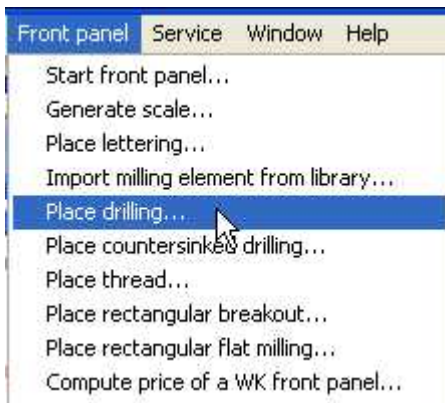 Front panel Service Window Help
Start front panel...
Generate scale...
Place lettering...
Import milling element from library...
Place drilling...
Place countersinked drilling...
Place thread...
Place rectangular breakout...
Place rectangular flat milling...
Compute price of a WK front panel...